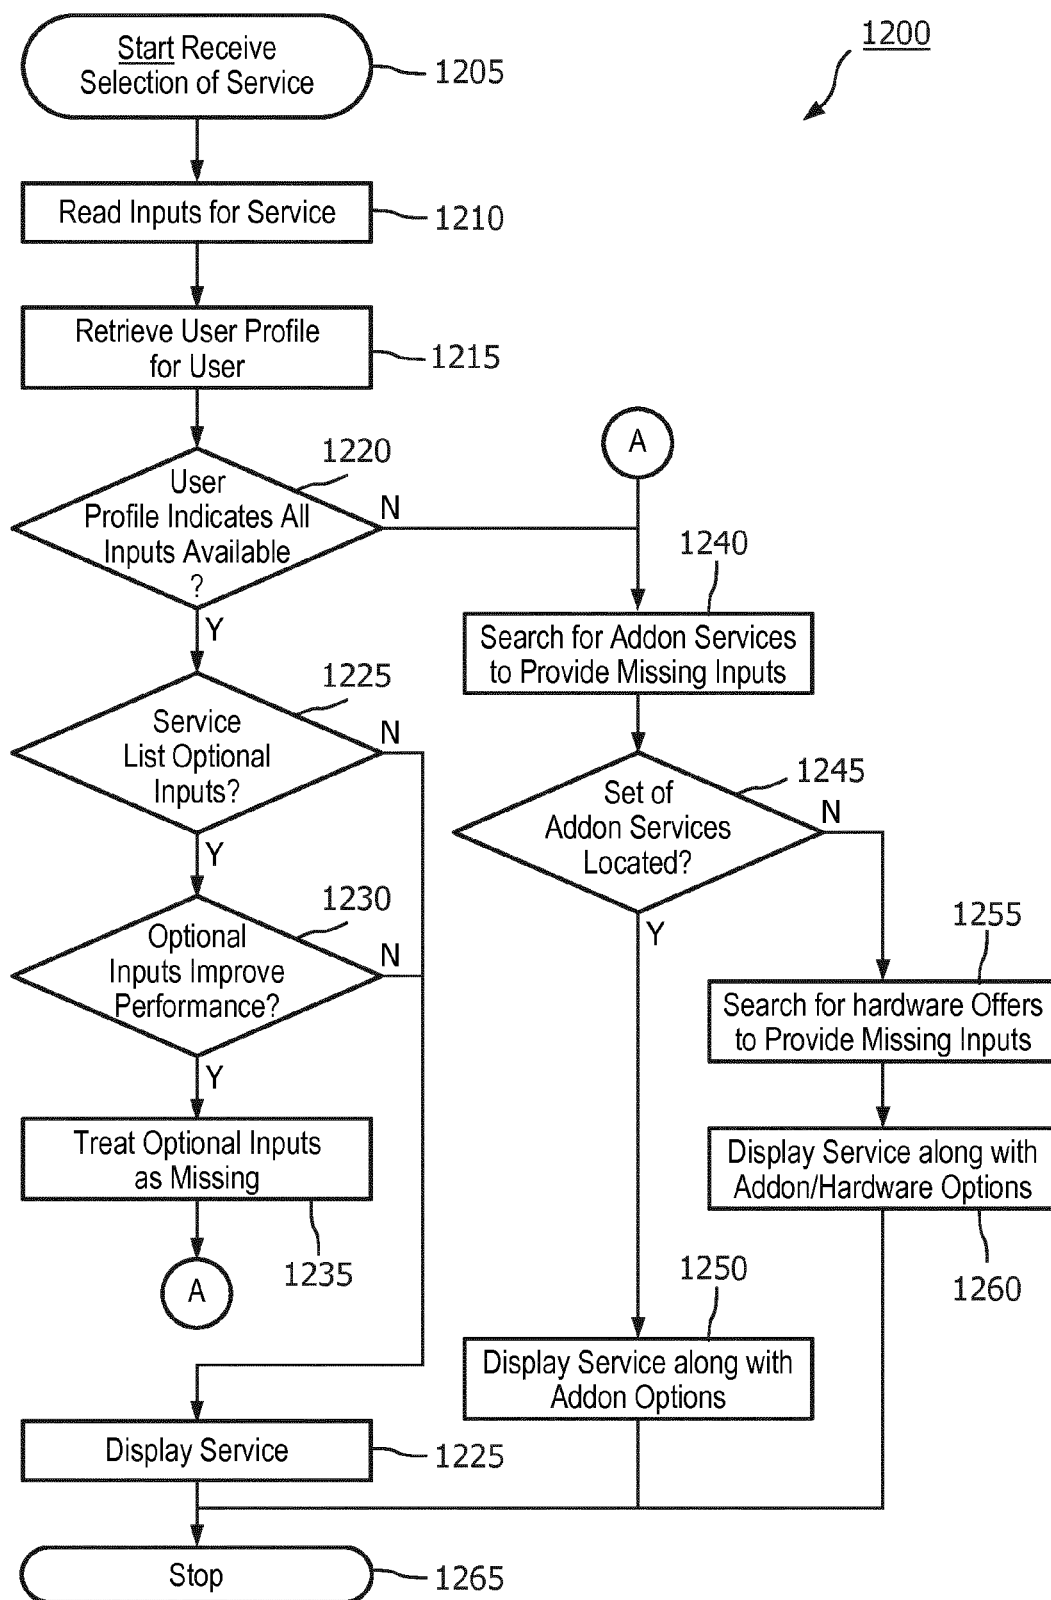 1200
Start Receive
Selection of Service
1205
Read Inputs for Service
1210
Retrieve User Profile
for User
1215
1220
User
Profile Indicates All
Inputs Available
?
N
Y
1225
Service
List Optional
Inputs?
N
Y
1230
Optional
Inputs Improve
Performance?
N
Y
Treat Optional Inputs
as Missing
1235
A
Display Service
1225
Stop
1265
A
1240
Search for Addon Services
to Provide Missing Inputs
1245
Set of
Addon Services
Located?
N
Y
1250
Display Service along with
Addon Options
1255
Search for hardware Offers
to Provide Missing Inputs
Display Service along with
Addon/Hardware Options
1260